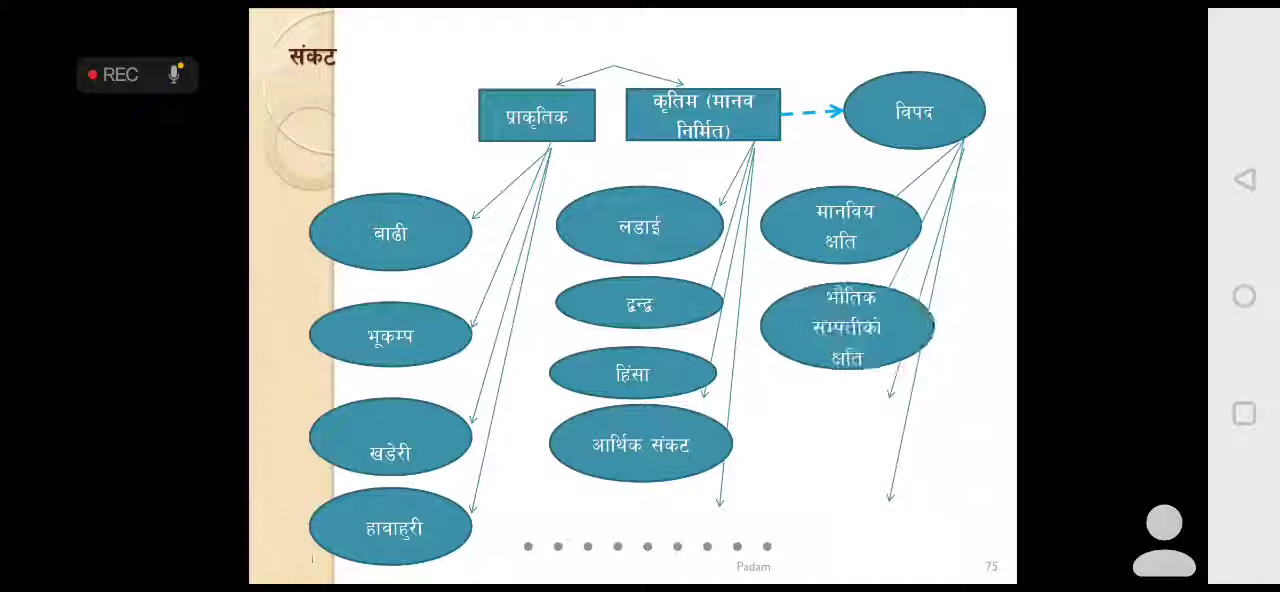 REC
संकट
प्राकृतिक
कृतिम (मानव
निर्मित)
विपद
बाढी
भूकम्प
खडेरी
हावाहुरी
लडाई
द्वन्द्व
हिंसा
आर्थिक संकट
मानविय
क्षति
भौतिक
सम्पतीको
क्षति
Padam
75